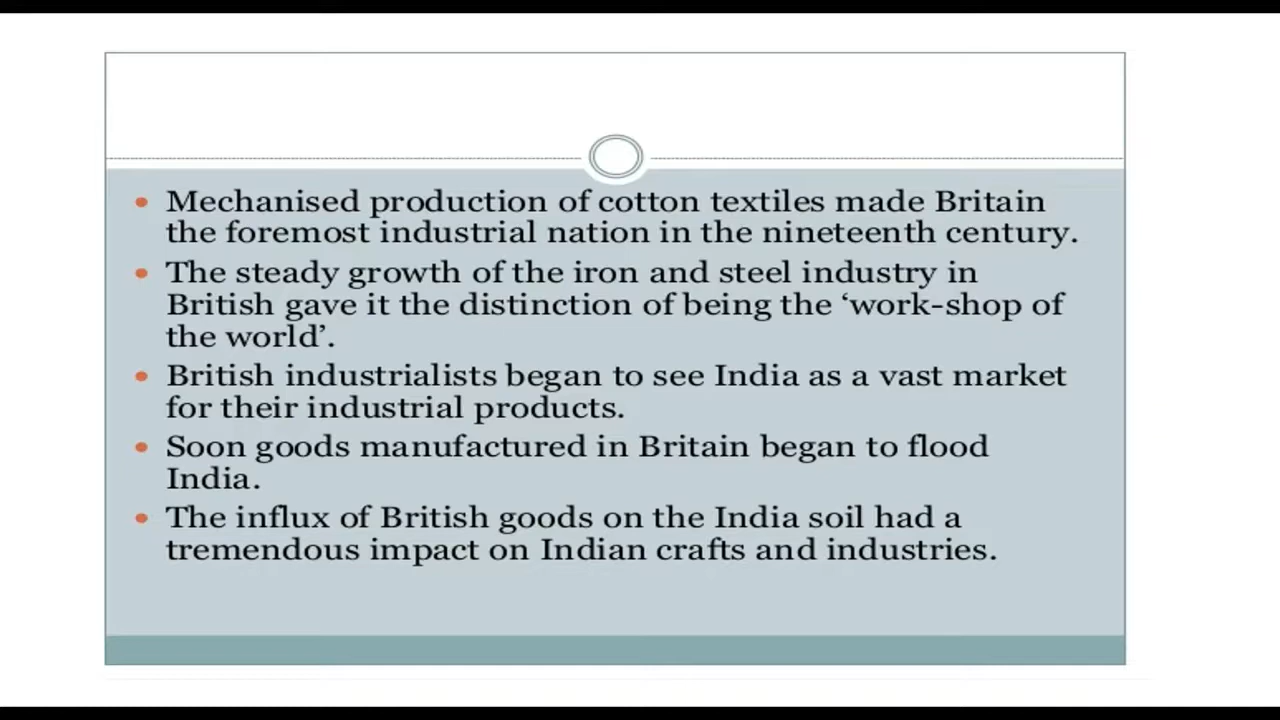 • Mechanised production of cotton textiles made Britain
the foremost industrial nation in the nineteenth century.
• The steady growth of the iron and steel industry in
British gave it the distinction of being the ‘work-shop of
the world’.
• British industrialists began to see India as a vast market
for their industrial products.
• Soon goods manufactured in Britain began to flood
India.
• The influx of British goods on the India soil had a
tremendous impact on Indian crafts and industries.